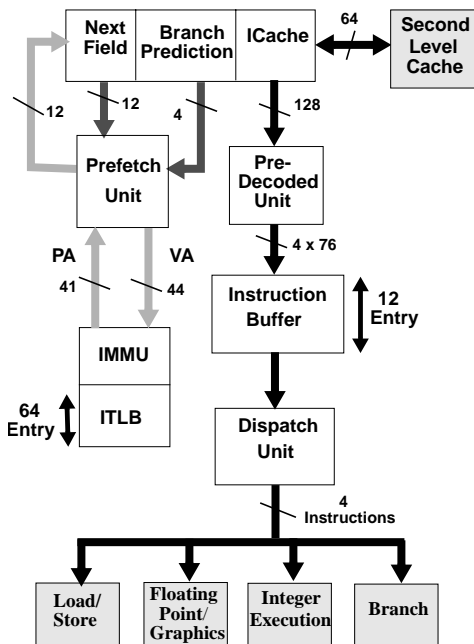 Next
Field
Branch
Prediction
ICache
64
Second
Level
Cache
12
12
4
128
Prefetch
Unit
Pre-
Decoded
Unit
4 x 76
PA
VA
41
44
Instruction
Buffer
12
Entry
IMMU
ITLB
64
Entry
Dispatch
Unit
4
Instructions
Load/
Store
Floating
Point/
Graphics
Integer
Execution
Branch